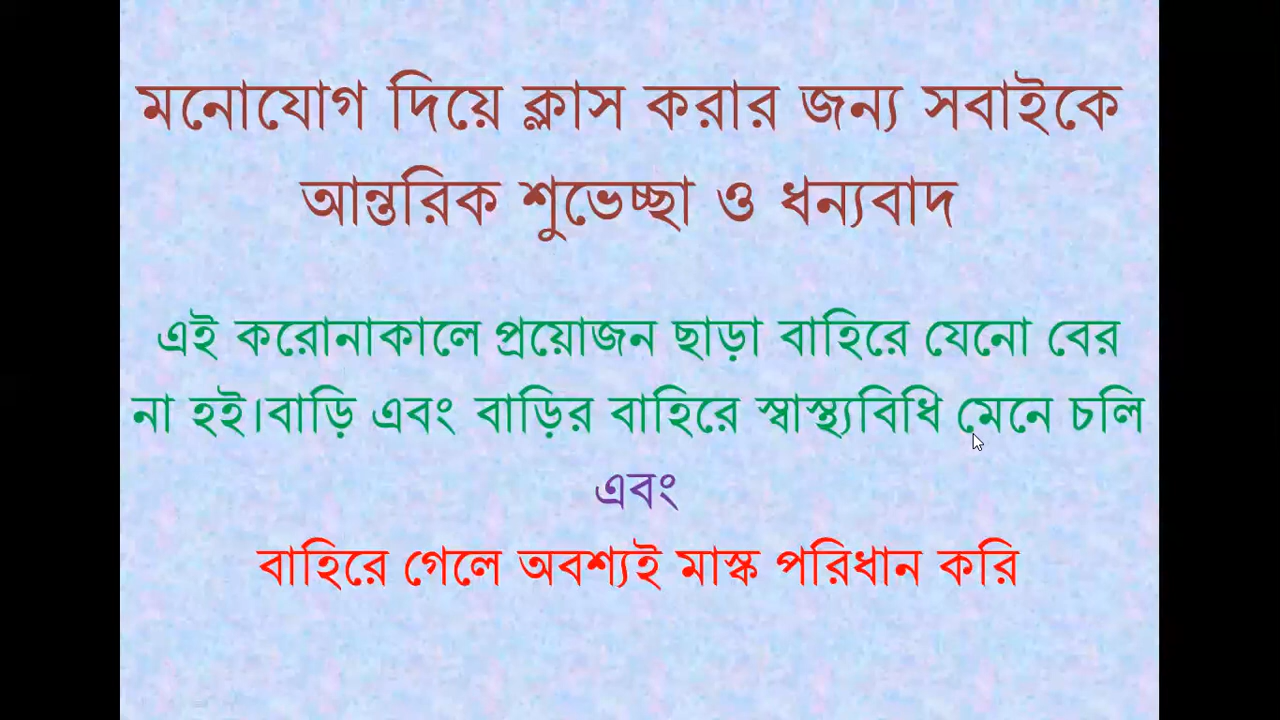 মনোযোগ দিয়ে ক্লাস করার জন্য সবাইকে
আন্তরিক শুভেচ্ছা ও ধন্যবাদ
এই করোনাকালে প্রয়োজন ছাড়া বাহিরে যেনো বের
না হই।বাড়ি এবং বাড়ির বাহিরে স্বাস্থ্যবিধি মেনে চলি
এবং
বাহিরে গেলে অবশ্যই মাস্ক পরিধান করি